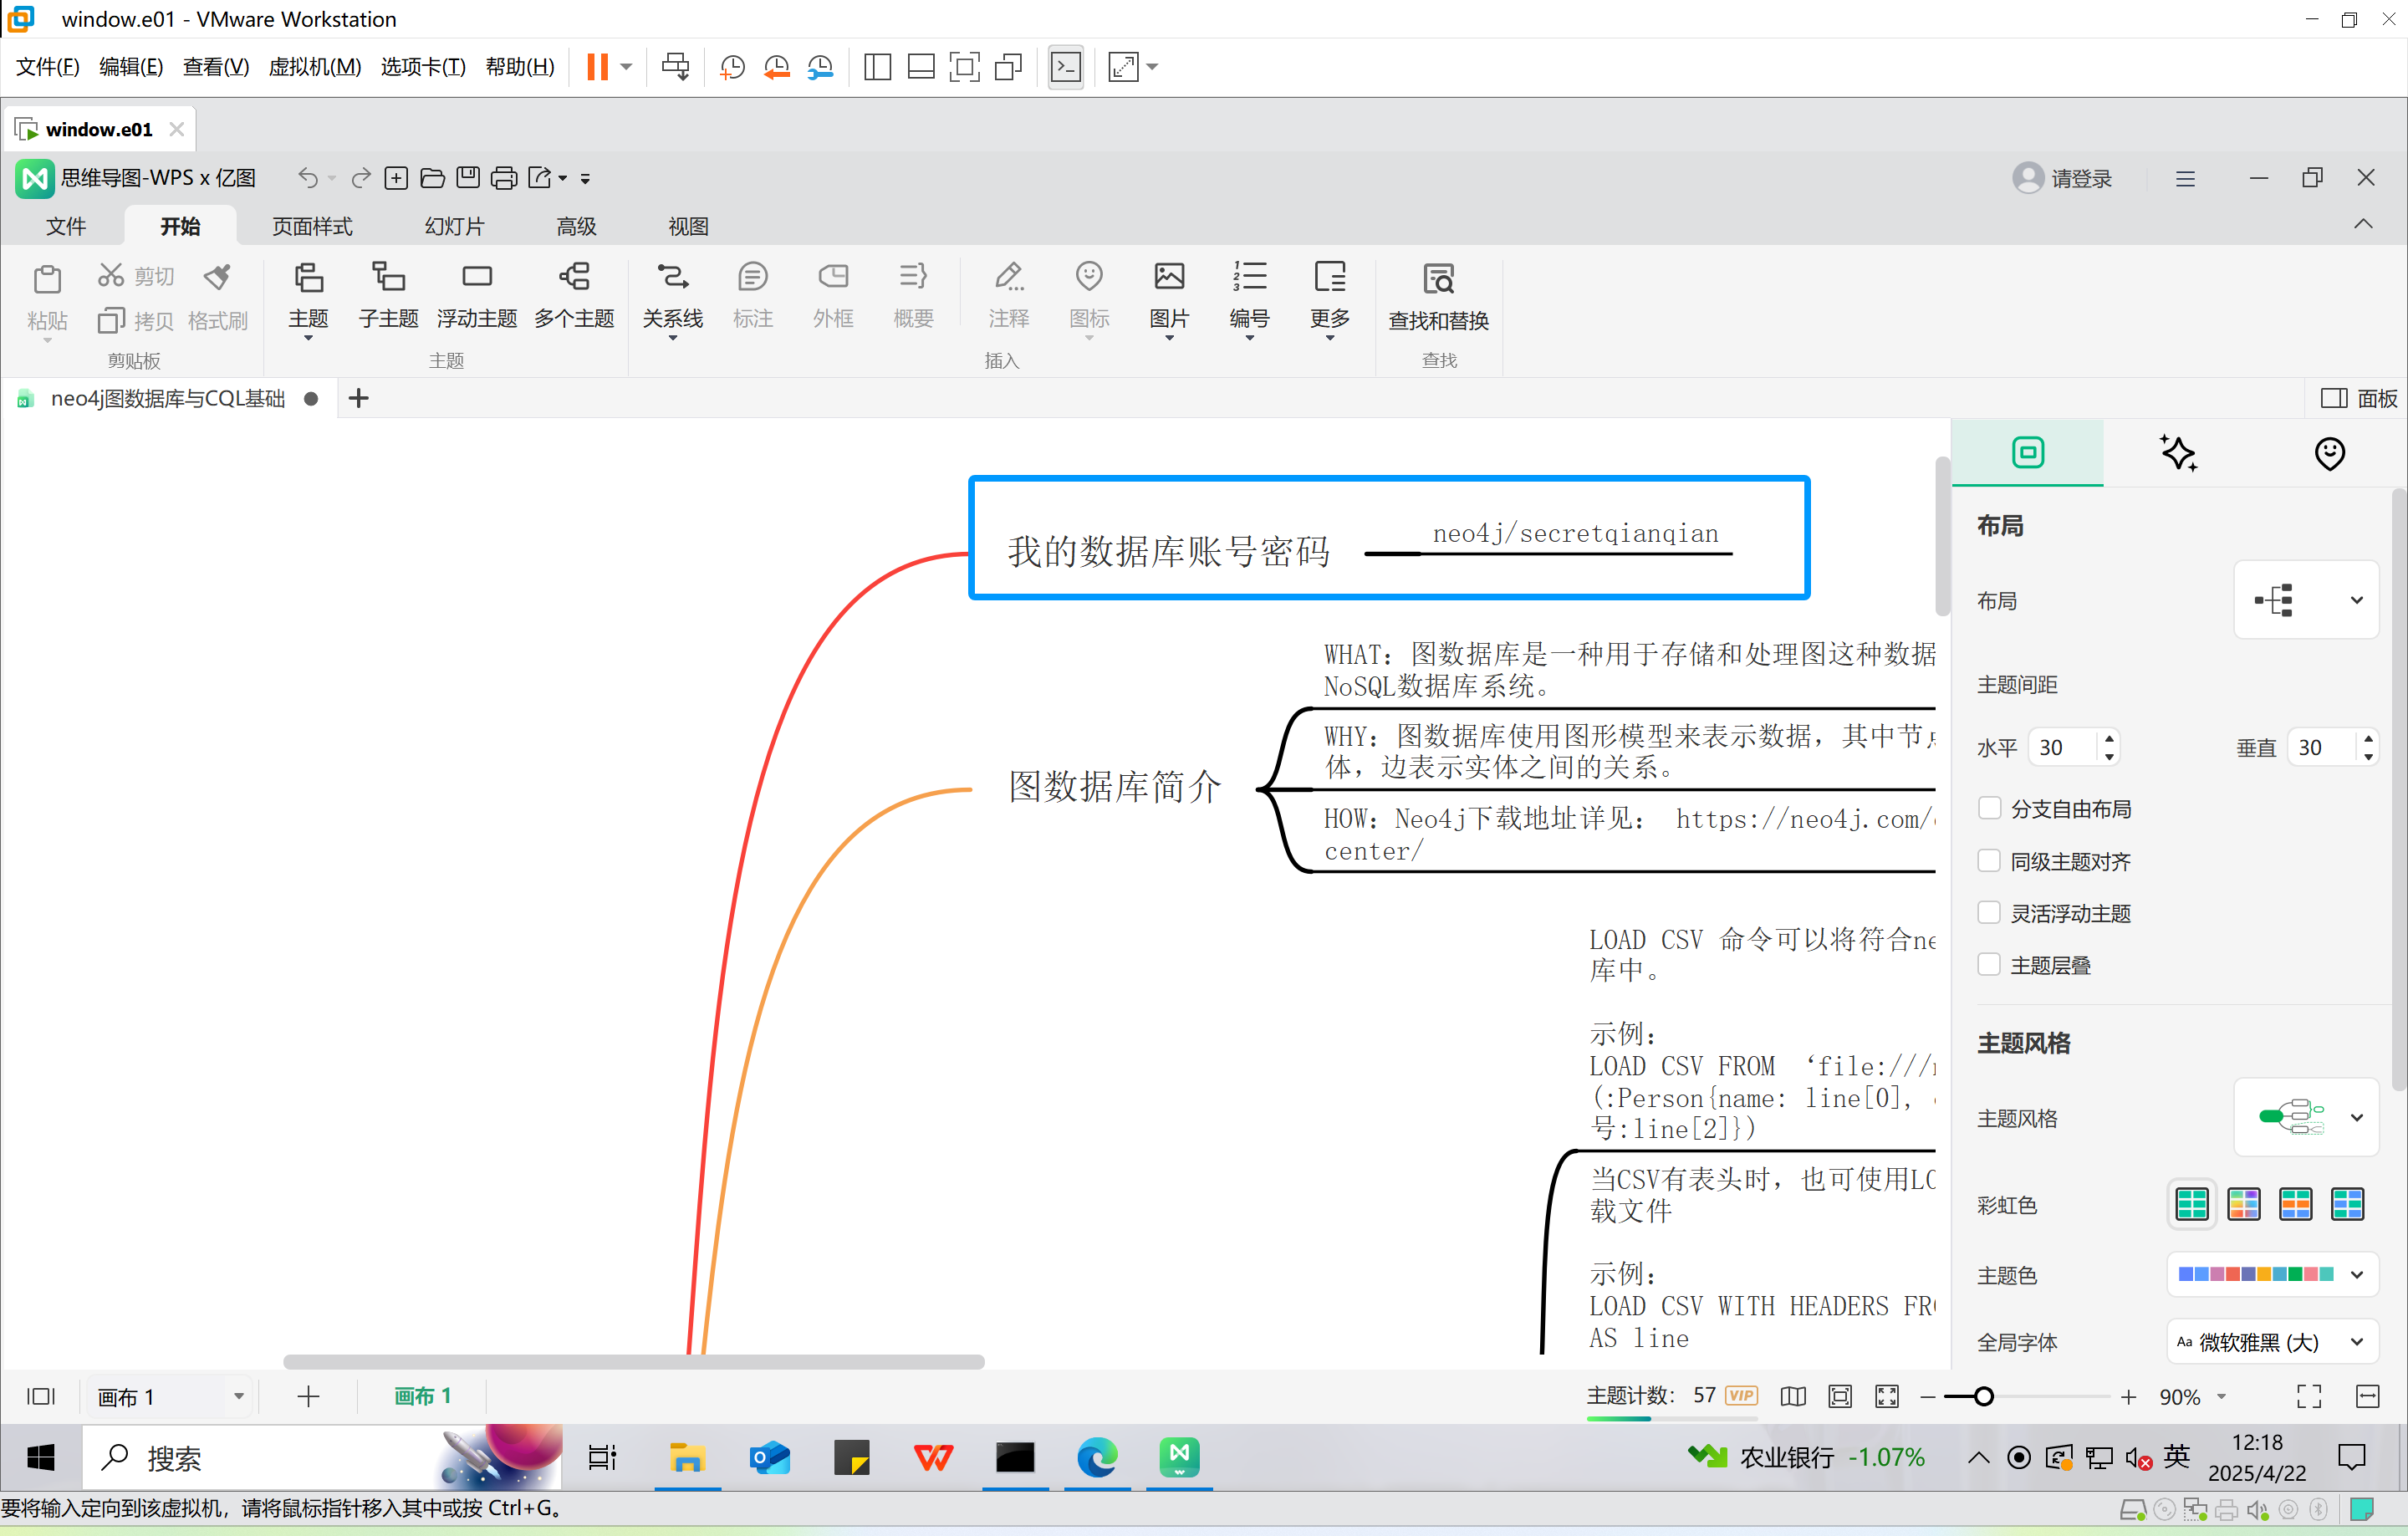 window.e01 - VMware Workstation
文件(F) 编辑(E) 查看(V) 虚拟机(M) 选项卡(T) 帮助(H)
window.e01
思维导图-WPS x 亿图
请登录
文件 开始 页面样式 幻灯片 高级 视图
粘贴 剪切 拷贝 格式刷
剪贴板
主题 子主题 浮动主题 多个主题
主题
关系线 标注 外框 概要 注释 图标 图片 编号 更多
插入
查找和替换
查找
neo4j图数据库与CQL基础
面板
我的数据库账号密码
neo4j/secretqianqian
图数据库简介
WHAT：图数据库是一种用于存储和处理图这种数据
NoSQL数据库系统。
WHY：图数据库使用图形模型来表示数据，其中节
体，边表示实体之间的关系。
HOW：Neo4j下载地址详见： https://neo4j.com/
center/
LOAD CSV 命令可以将符合ne
库中。
示例：
LOAD CSV FROM ‘file:///
(:Person{name: line[0],
号:line[2]})
当CSV有表头时，也可使用LO
载文件
示例：
LOAD CSV WITH HEADERS FRO
AS line
布局
布局
主题间距
水平 30 垂直 30
分支自由布局
同级主题对齐
灵活浮动主题
主题层叠
主题风格
主题风格
彩虹色
主题色
全局字体 Aa 微软雅黑 (大)
画布 1
画布 1
主题计数： 57 VIP
90%
搜索
农业银行 -1.07%
英
12:18
2025/4/22
要将输入定向到该虚拟机，请将鼠标指针移入其中或按 Ctrl+G。